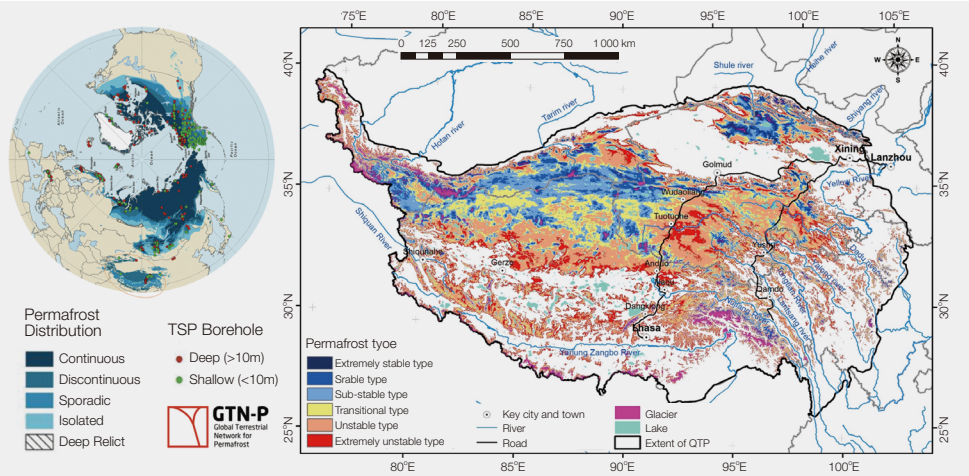 75°E
80°E
85°E
90°E
95°E
100°E
105°E
40°N
35°N
30°N
25°N
40°N
35°N
30°N
25°N
80°E
85°E
90°E
95°E
100°E
0 125 250 500 750 1000 km
N
W
E
S
Shule river
Heihe river
Shiyang river
Tarim river
Hotan river
Xining
Lanzhou
Golmud
Yellow River
Wudaoliang
Tuotuohe
Shiquan River
Shiquanhe
Gerze
Anduo
Yushu
Damdo
Lhasa
Yarlung Zangbo River
Permafrost tyoe
Extremely stable type
Srable type
Sub-stable type
Transitional type
Unstable type
Extremely unstable type
Key city and town
River
Road
Glacier
Lake
Extent of QTP
Permafrost
Distribution
Continuous
Discontinuous
Sporadic
Isolated
Deep Relict
TSP Borehole
Deep (>10m)
Shallow (<10m)
GTN-P
Global Terrestrial
Network for
Permafrost